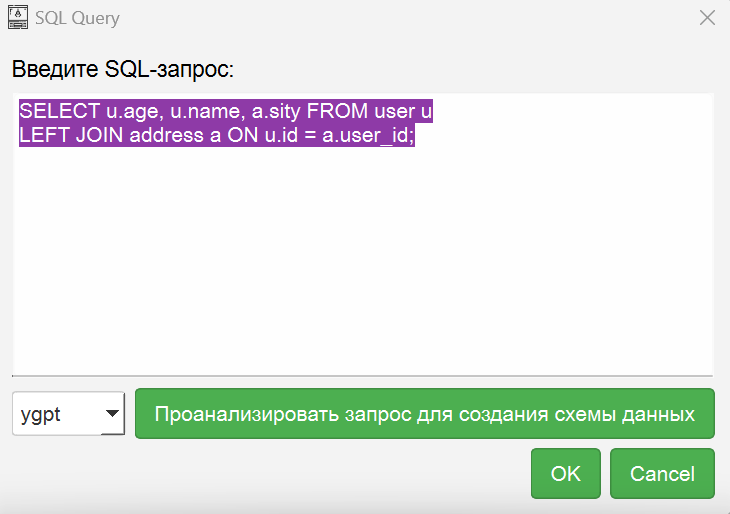 SQL Query
Введите SQL-запрос:
SELECT u.age, u.name, a.sity FROM user u
LEFT JOIN address a ON u.id = a.user_id;
ygpt
Проанализировать запрос для создания схемы данных
OK
Cancel